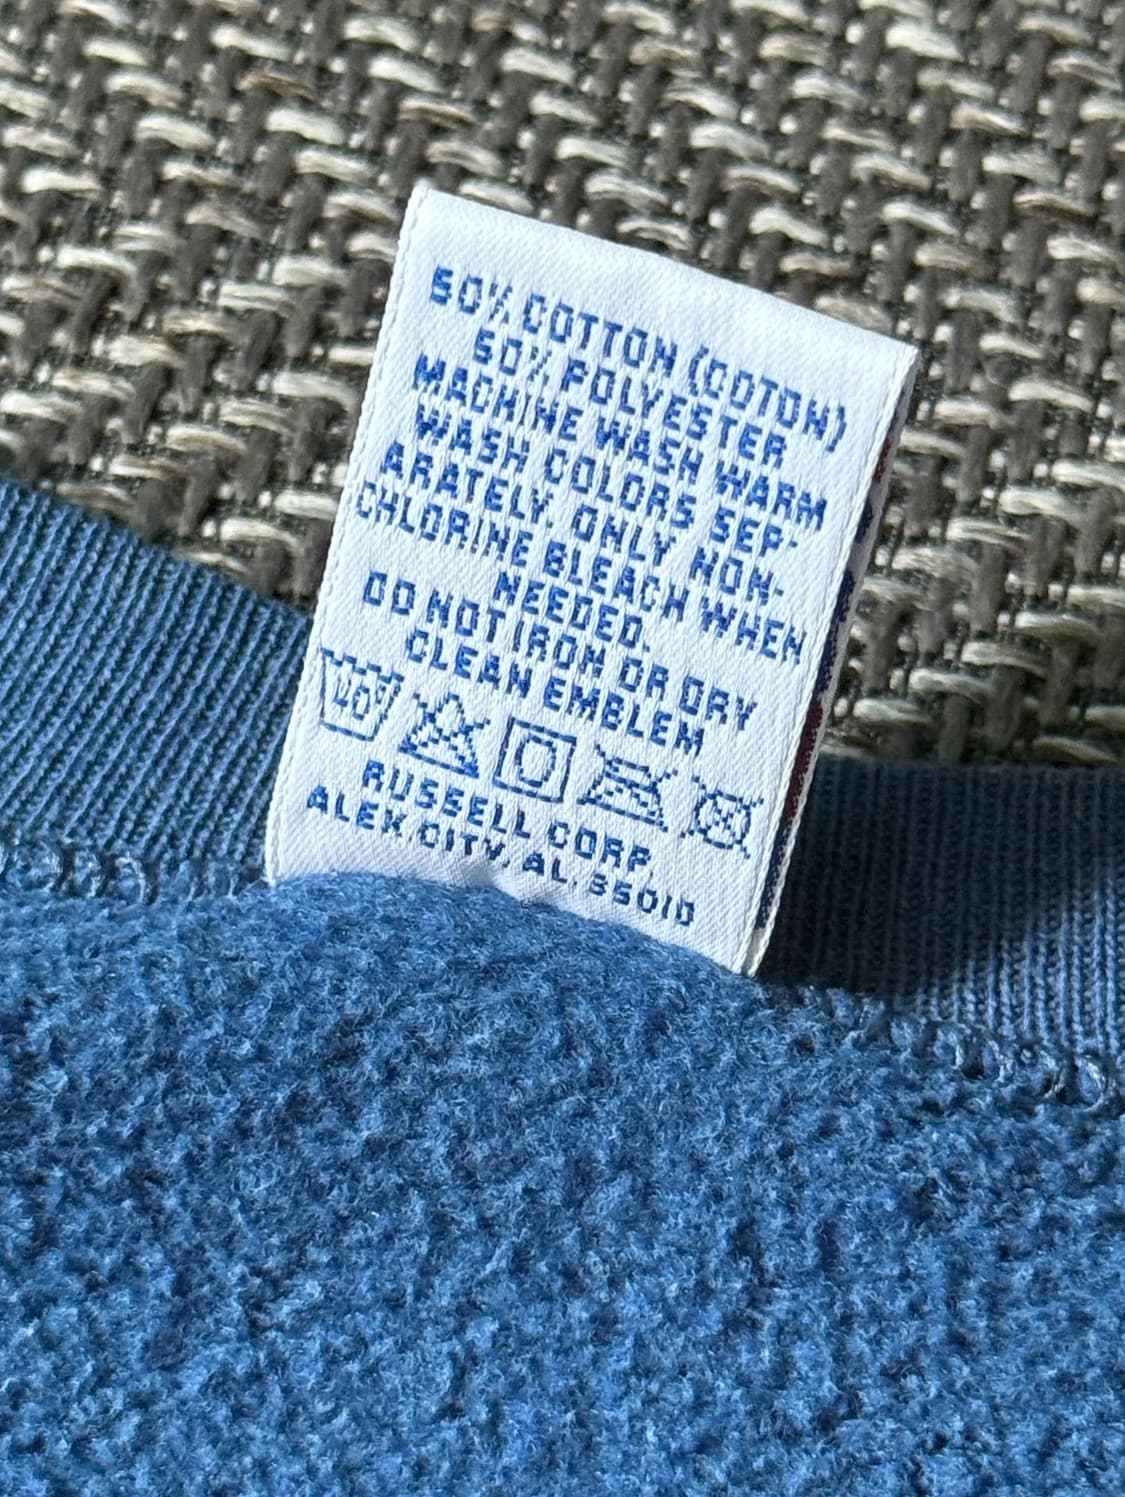 50% COTTON (COTON)
50% POLYESTER
MACHINE WASH WARM
WASH COLORS SEP-
ARATELY. ONLY NON-
CHLORINE BLEACH WHEN
NEEDED.
DO NOT IRON OR DRY
CLEAN EMBLEM
40°
RUSSELL CORP.
ALEX CITY, AL. 35010